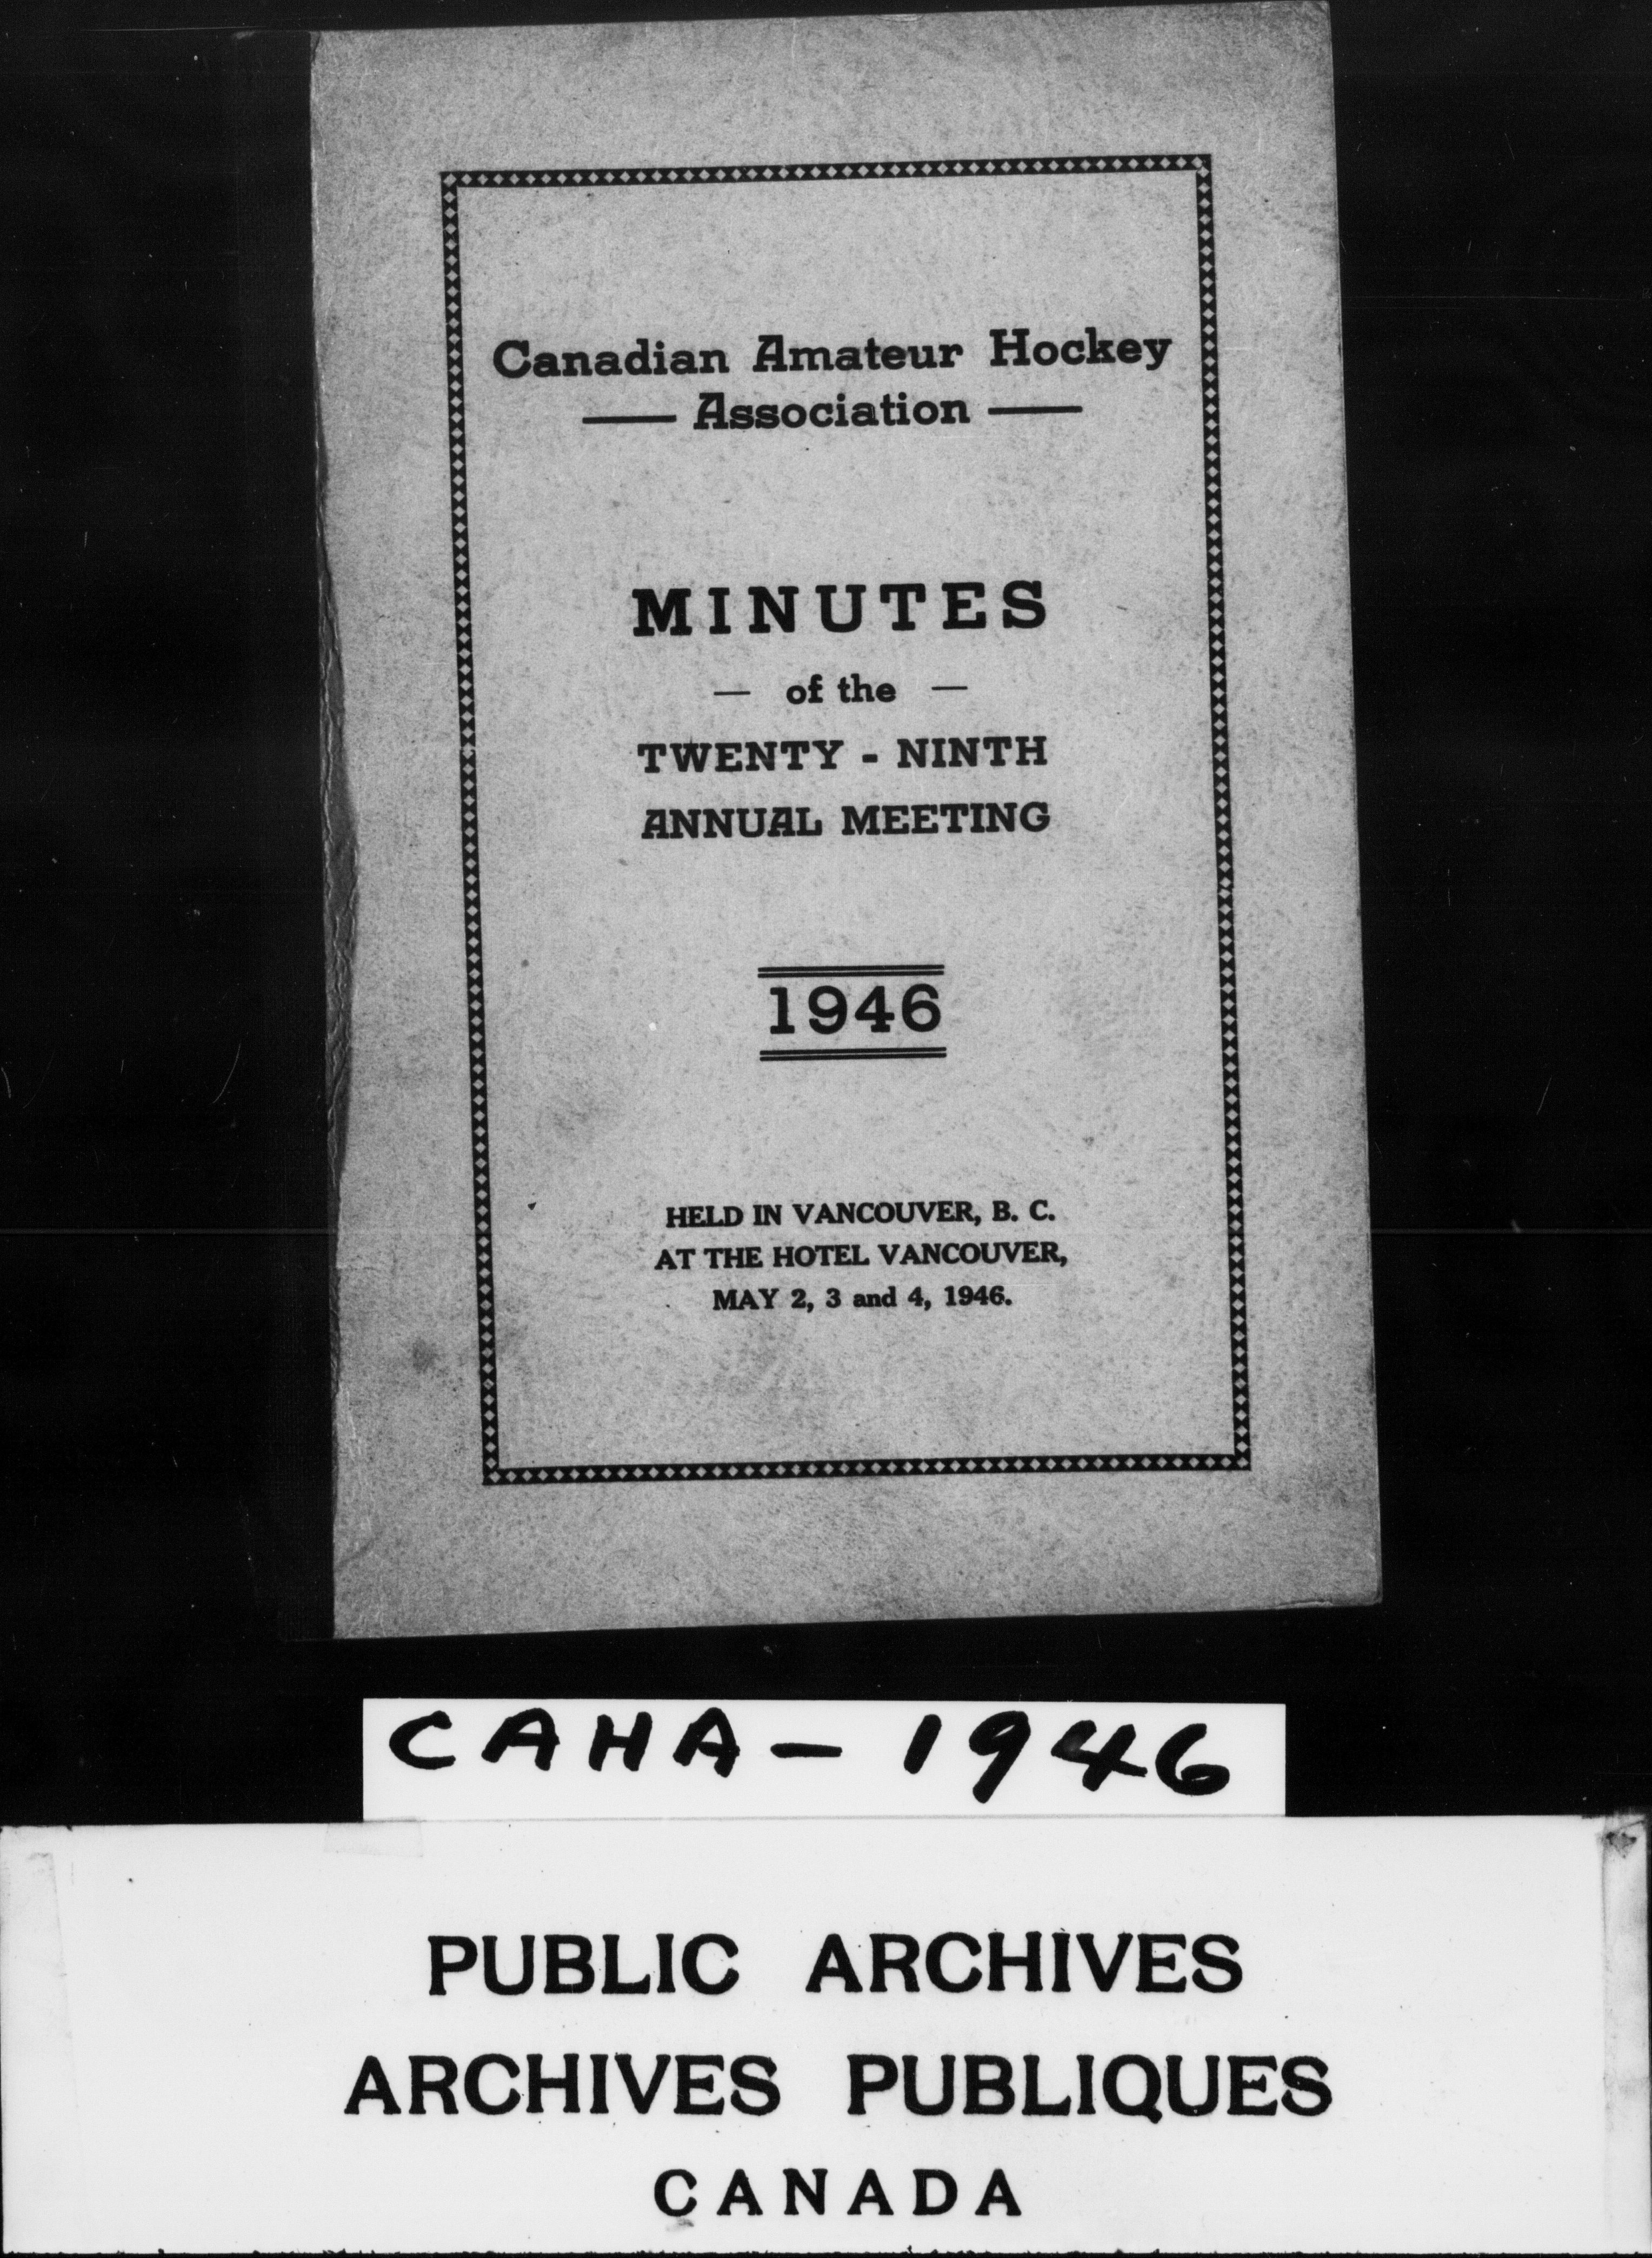 Canadian Amateur Hockey
— Association —
MINUTES
— of the —
TWENTY - NINTH
ANNUAL MEETING
1946
HELD IN VANCOUVER, B. C.
AT THE HOTEL VANCOUVER,
MAY 2, 3 and 4, 1946.
CAHA - 1946
PUBLIC ARCHIVES
ARCHIVES PUBLIQUES
CANADA